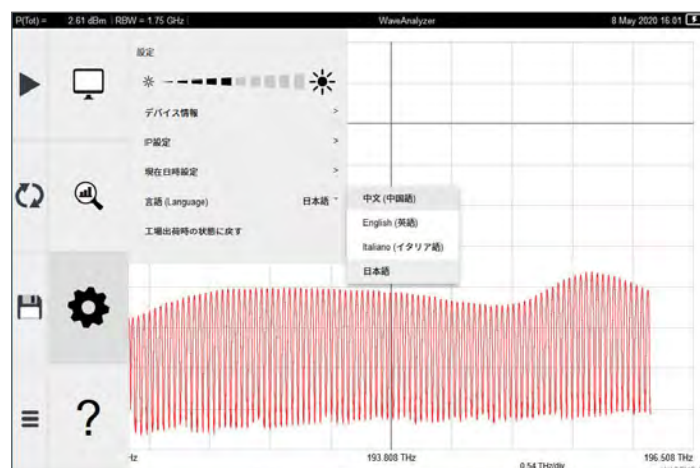 P(Tot) = 2.61 dBm RBW = 1.75 GHz WaveAnalyzer 8 May 2020 16:01
設定
デバイス情報 >
IP設定 >
現在日時設定 >
言語 (Language) 日本語
工場出荷時の状態に戻す
中文 (中国語)
English (英語)
Italiano (イタリア語)
日本語
?
Hz 193.808 THz 196.508 THz
0.54 THz/div